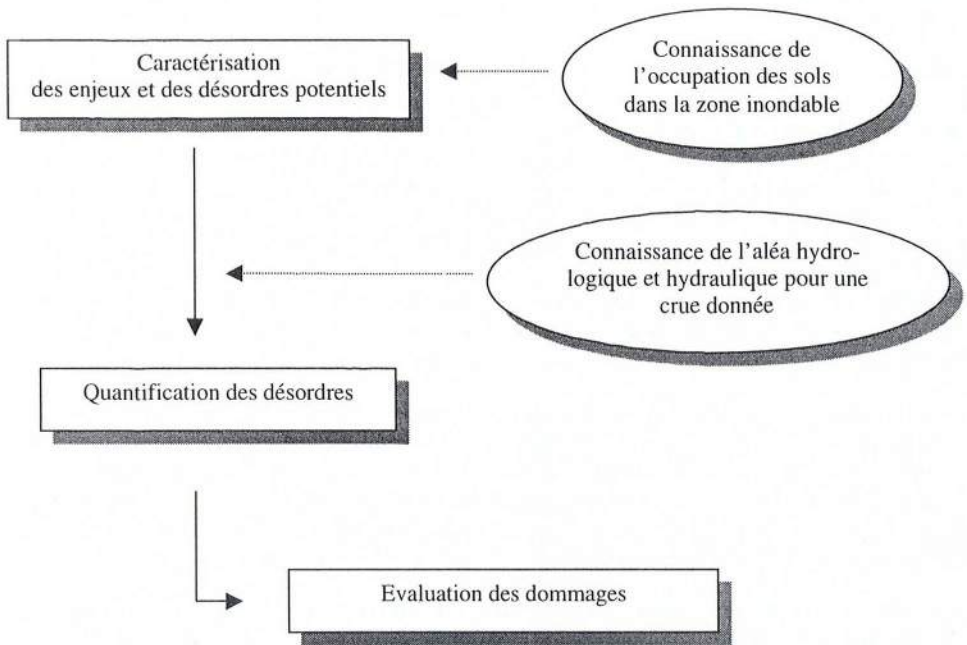 Caractérisation
des enjeux et des désordres potentiels
Connaissance de
l'occupation des sols
dans la zone inondable
Connaissance de l'aléa hydro-
logique et hydraulique pour une
crue donnée
Quantification des désordres
Evaluation des dommages